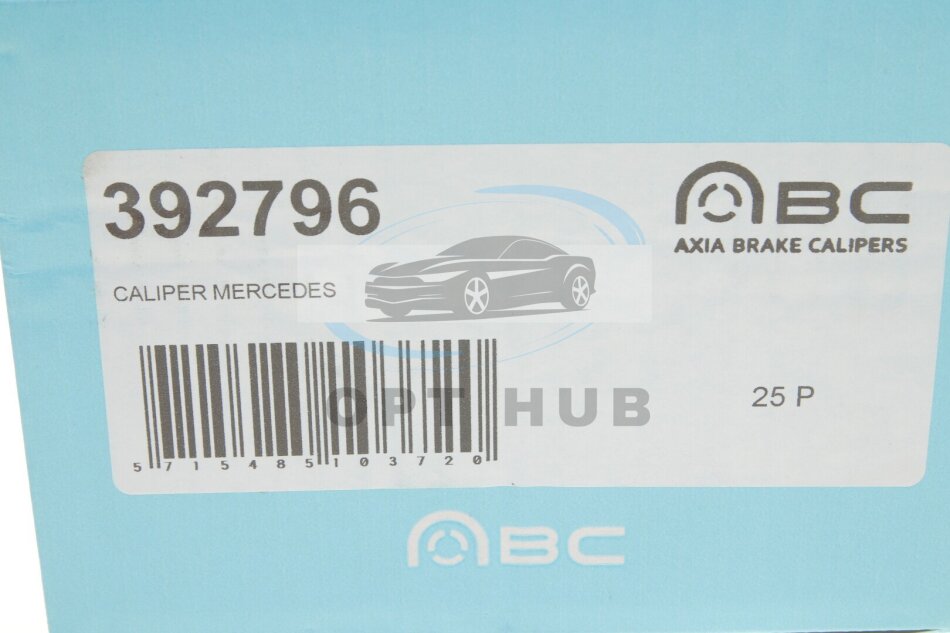 392796
ABC
AXIA BRAKE CALIPERS
CALIPER MERCEDES
OPT HUB
25 P
5715485103720
ABC